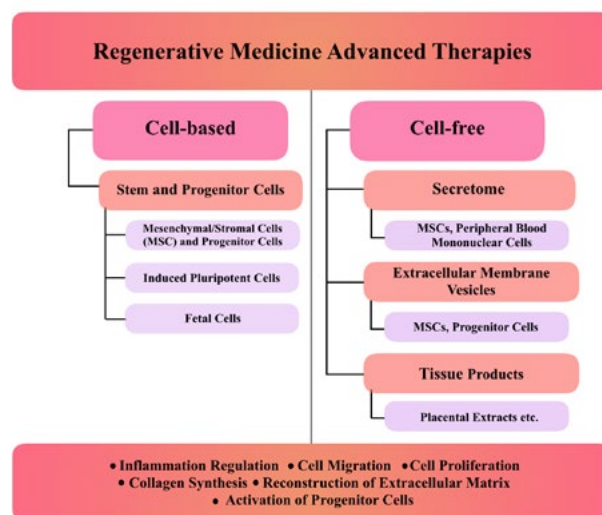 Regenerative Medicine Advanced Therapies
Cell-based
Stem and Progenitor Cells
Mesenchymal/Stromal Cells
(MSC) and Progenitor Cells
Induced Pluripotent Cells
Fetal Cells
Cell-free
Secretome
MSCs, Peripheral Blood
Mononuclear Cells
Extracellular Membrane
Vesicles
MSCs, Progenitor Cells
Tissue Products
Placental Extracts etc.
• Inflammation Regulation • Cell Migration • Cell Proliferation
• Collagen Synthesis • Reconstruction of Extracellular Matrix
• Activation of Progenitor Cells